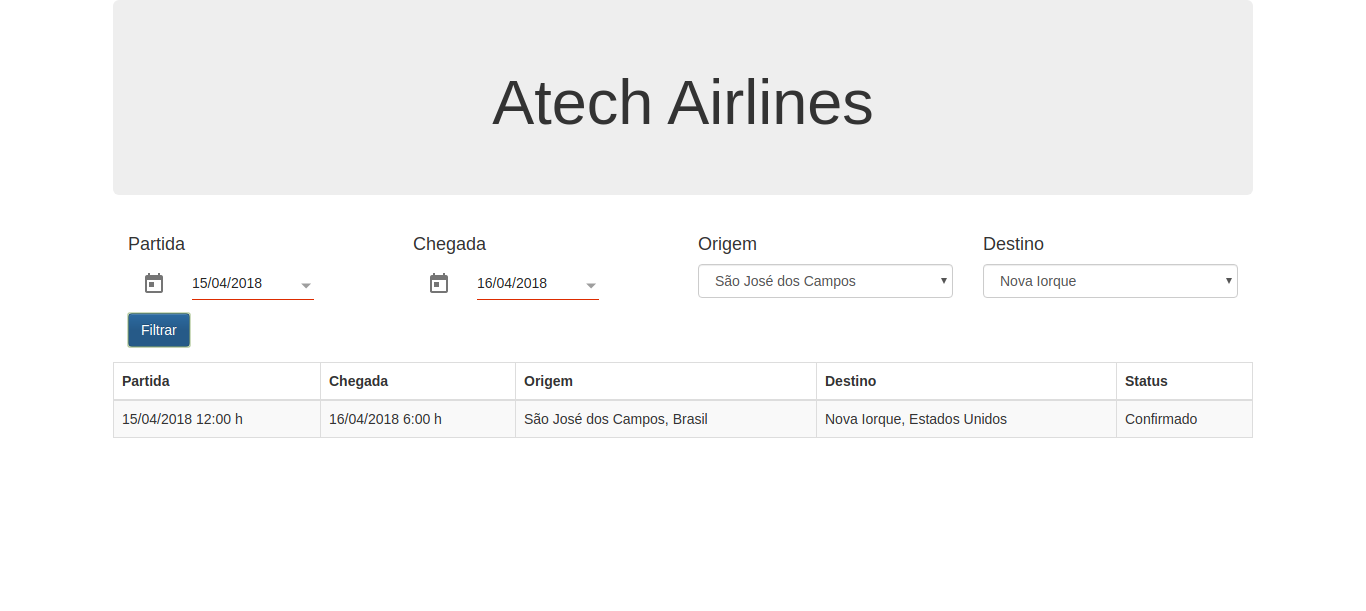 Atech Airlines
Partida Chegada Origem Destino
15/04/2018 16/04/2018 São José dos Campos Nova Iorque
Filtrar
Partida Chegada Origem Destino Status
15/04/2018 12:00 h 16/04/2018 6:00 h São José dos Campos, Brasil Nova Iorque, Estados Unidos Confirmado